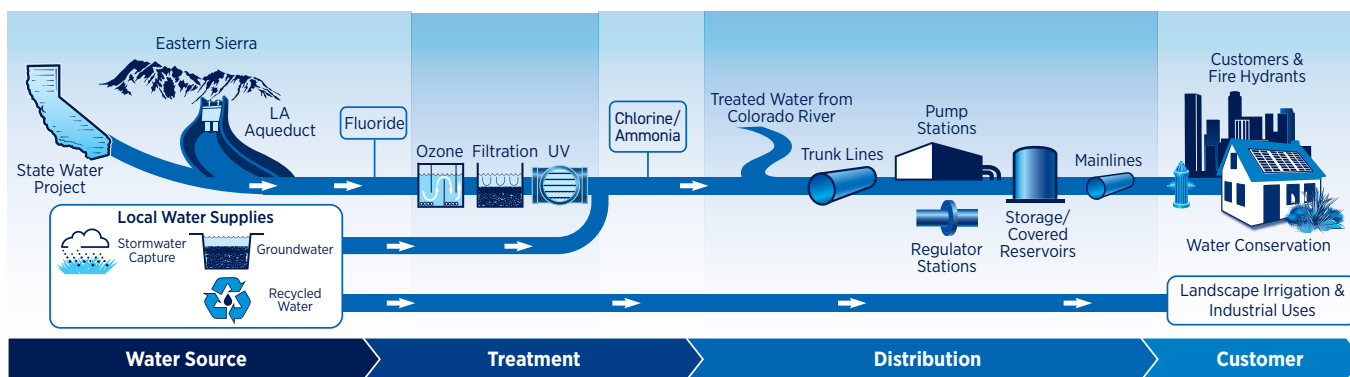 Eastern Sierra
LA
Aqueduct
State Water
Project
Fluoride
Ozone
Filtration
UV
Chlorine/
Ammonia
Treated Water from
Colorado River
Trunk Lines
Pump
Stations
Regulator
Stations
Storage/
Covered
Reservoirs
Mainlines
Customers &
Fire Hydrants
Water Conservation
Local Water Supplies
Stormwater
Capture
Groundwater
Recycled
Water
Landscape Irrigation &
Industrial Uses
Water Source
Treatment
Distribution
Customer